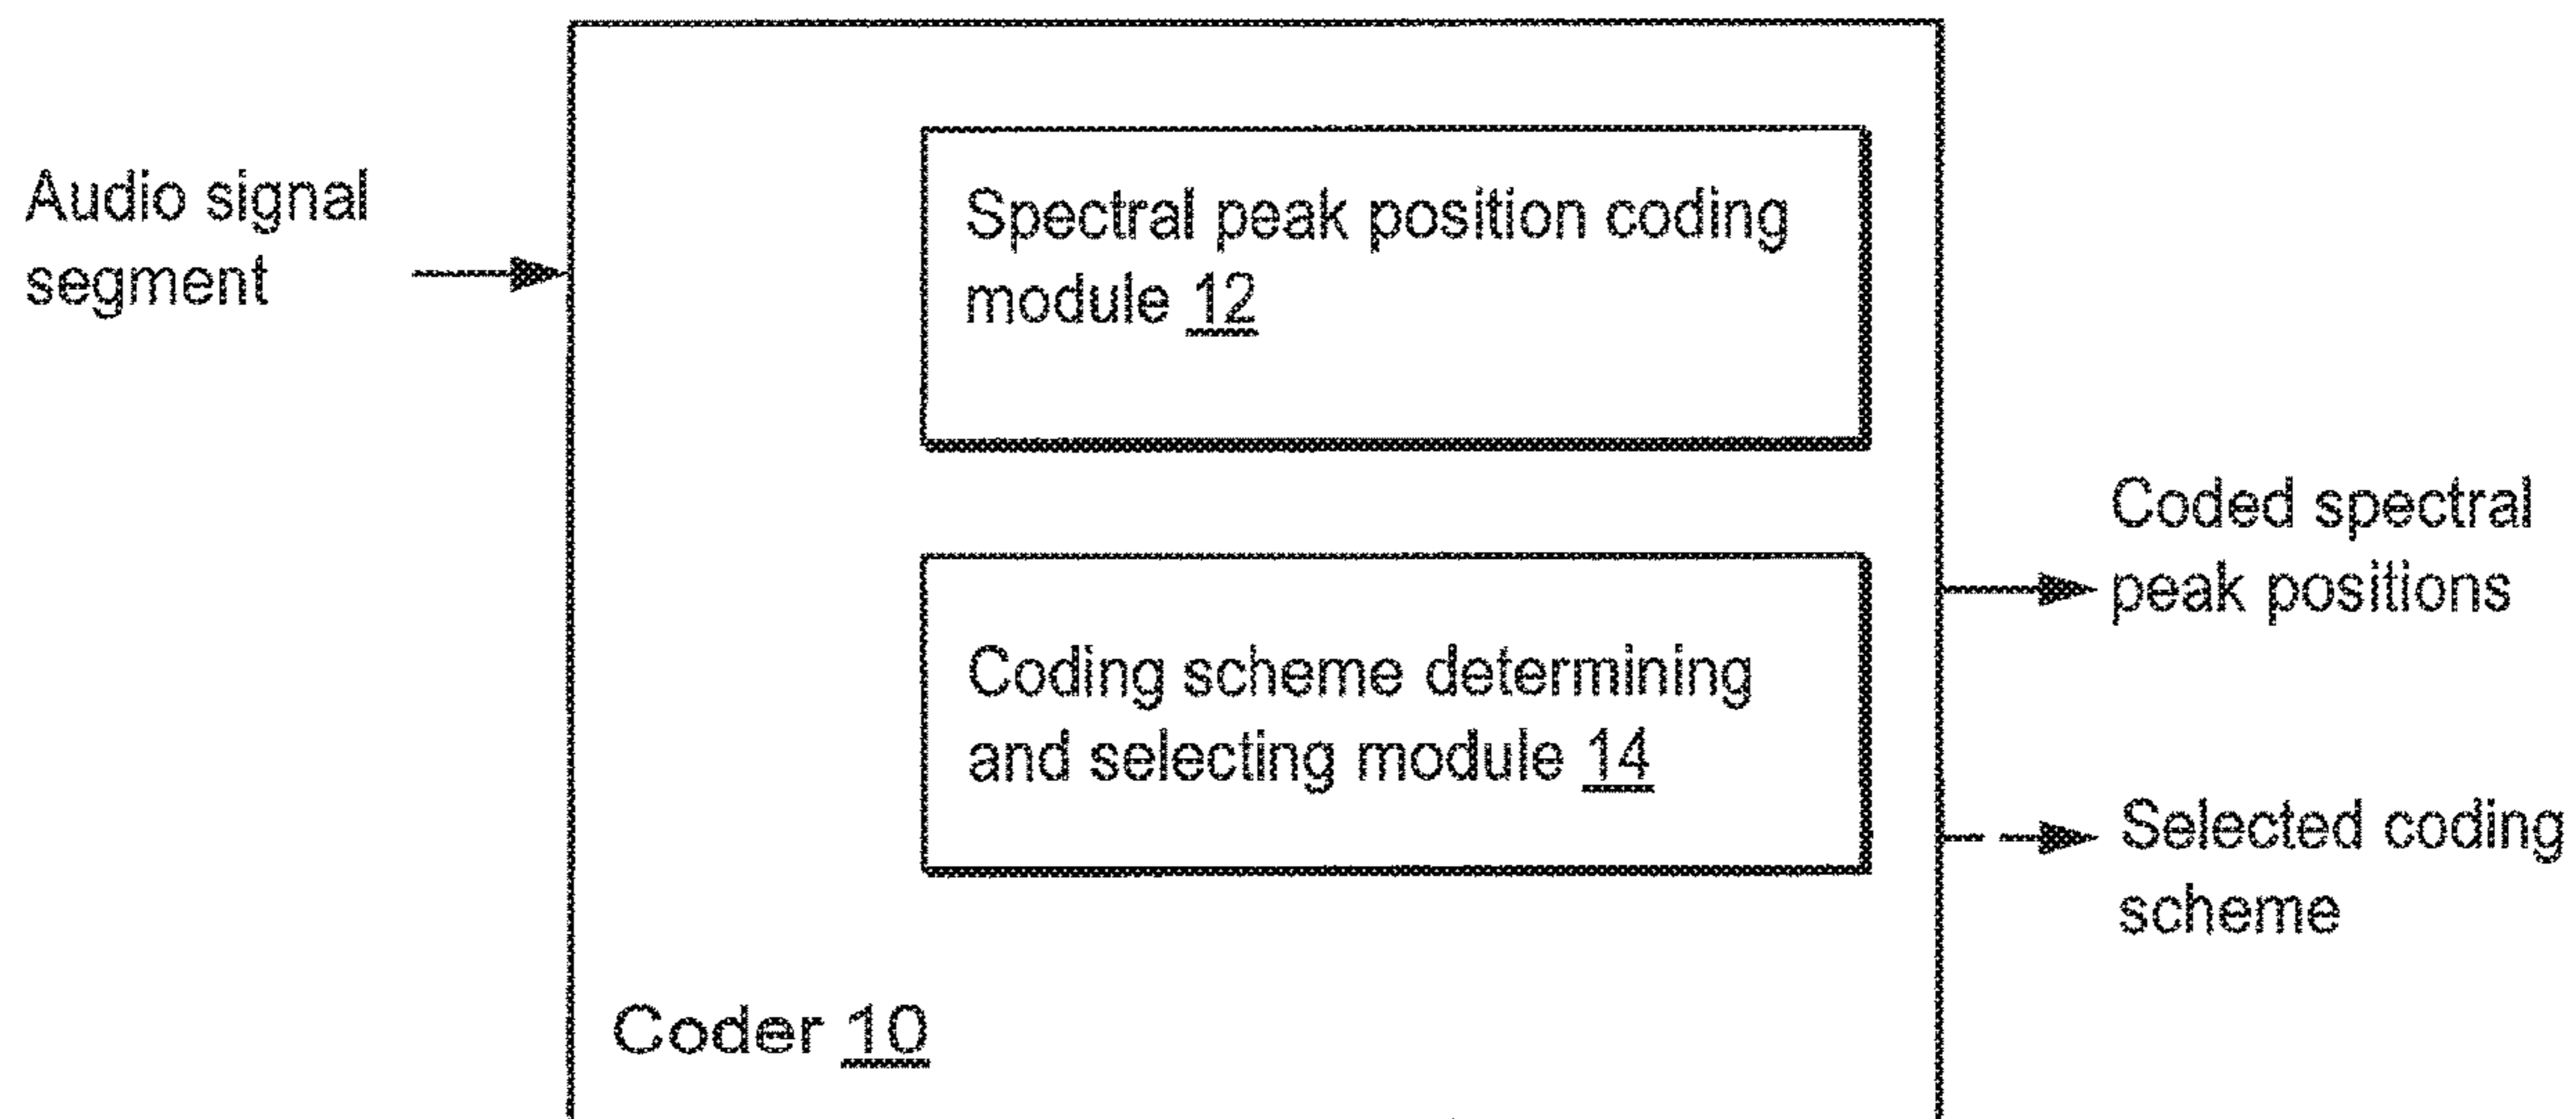 Audio signal
segment
Spectral peak position coding
module 12
Coding scheme determining
and selecting module 14
Coder 10
Coded spectral
peak positions
Selected coding
scheme